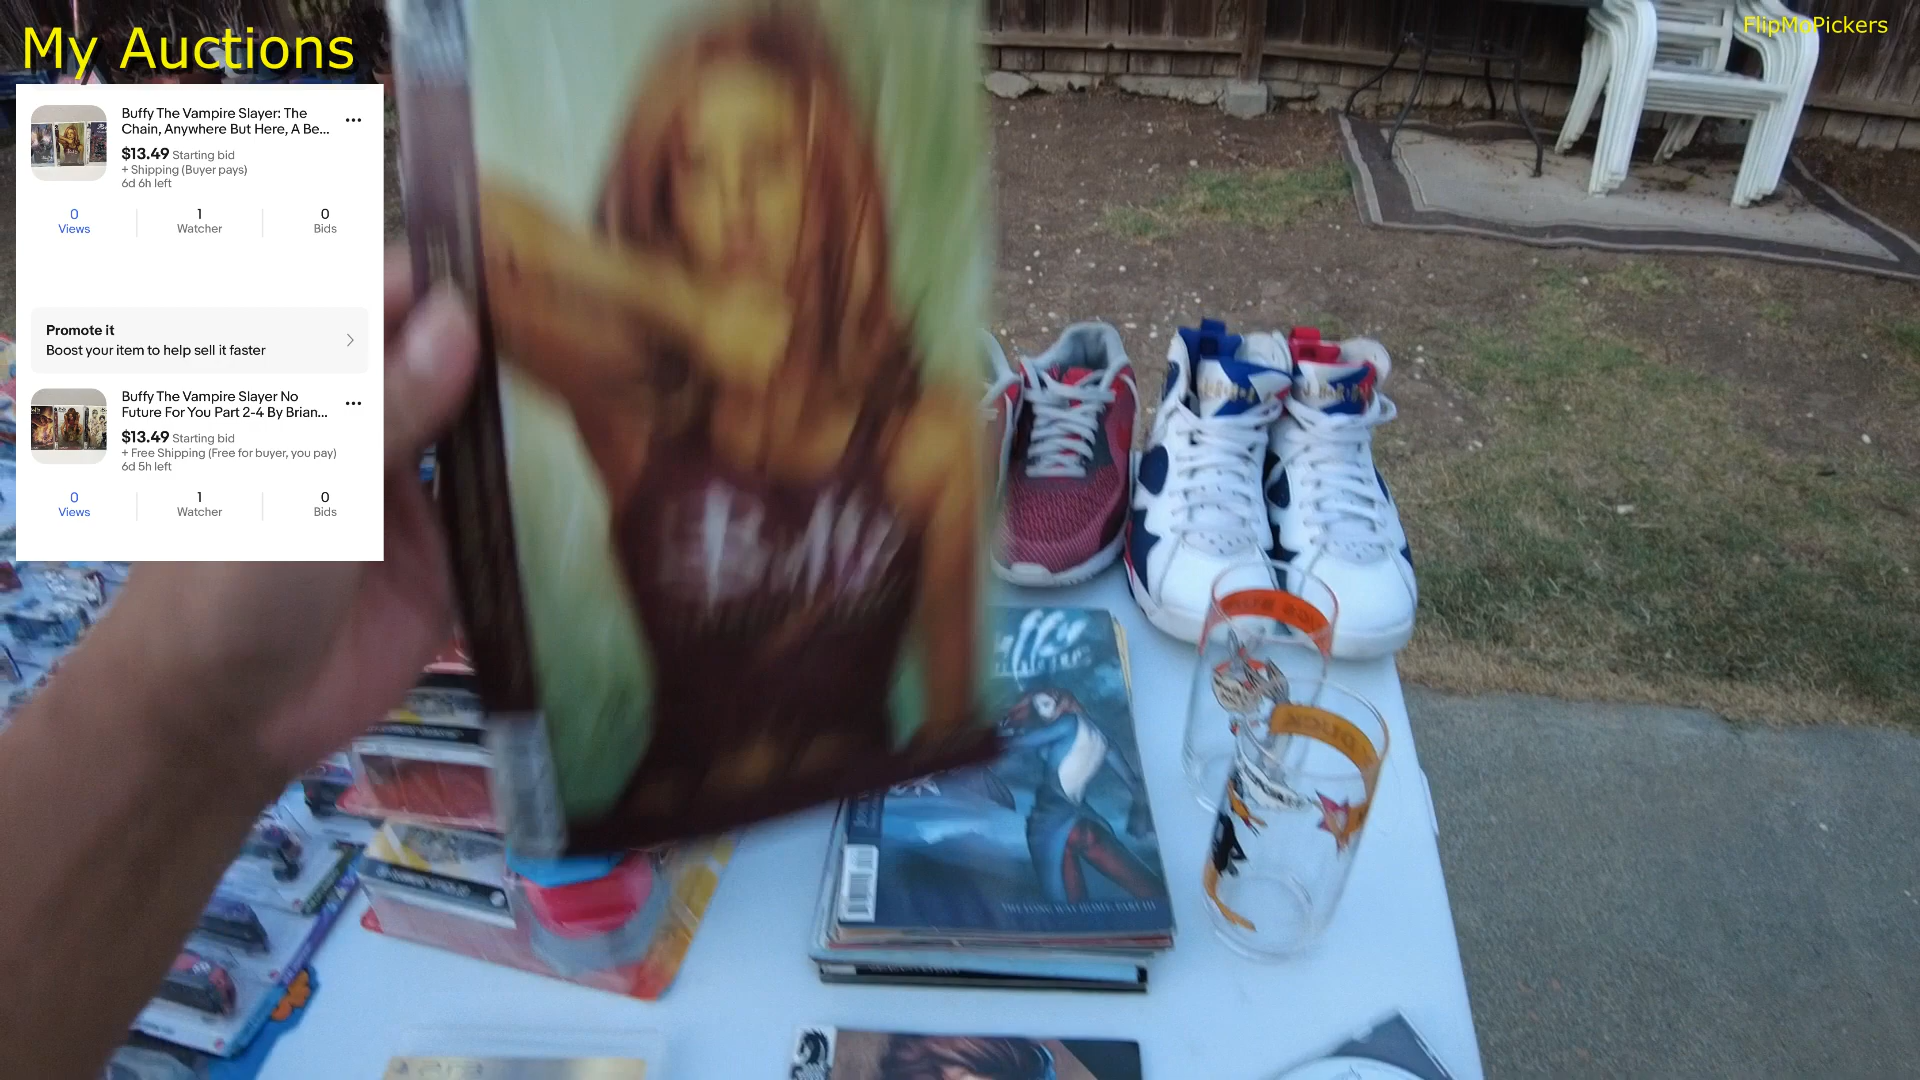 My Auctions
FlipMoPickers
Buffy The Vampire Slayer: The
Chain, Anywhere But Here, A Be...
$13.49 Starting bid
+ Shipping (Buyer pays)
6d 6h left
0
Views
1
Watcher
0
Bids
Promote it
Boost your item to help sell it faster
Buffy The Vampire Slayer No
Future For You Part 2-4 By Brian...
$13.49 Starting bid
+ Free Shipping (Free for buyer, you pay)
6d 5h left
0
Views
1
Watcher
0
Bids
Buffy